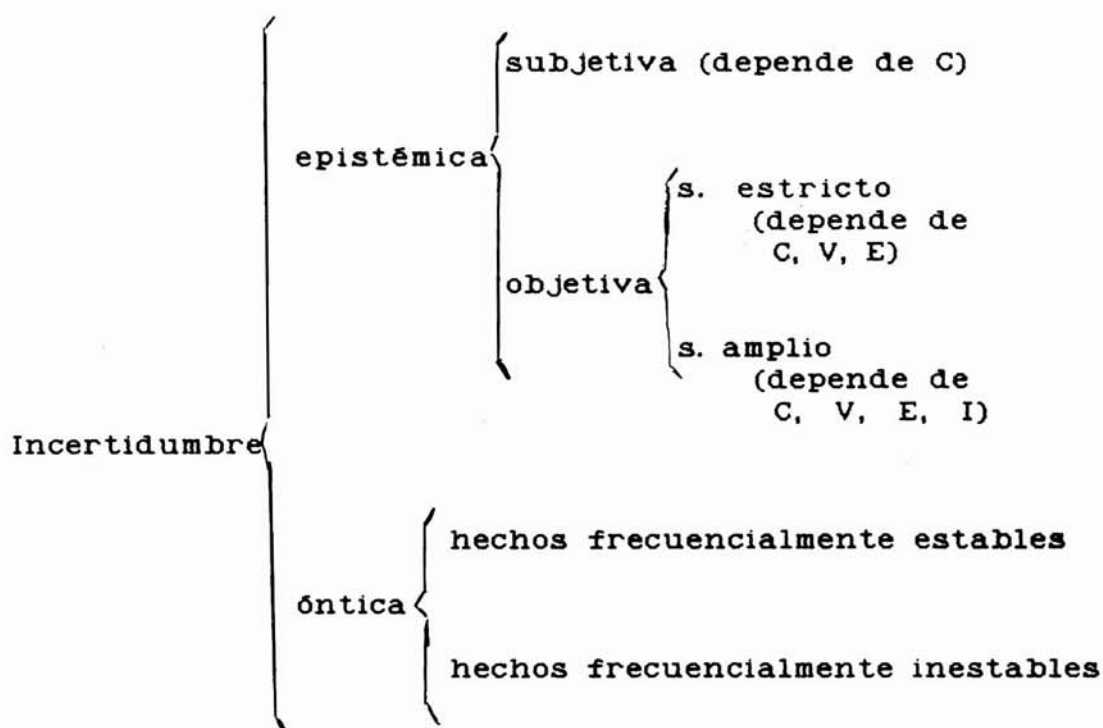 subjetiva (depende de C)
epistémica
s. estricto
(depende de
C, V, E)
objetiva
s. amplio
(depende de
C, V, E, I)
Incertidumbre
hechos frecuencialmente estables
óntica
hechos frecuencialmente inestables